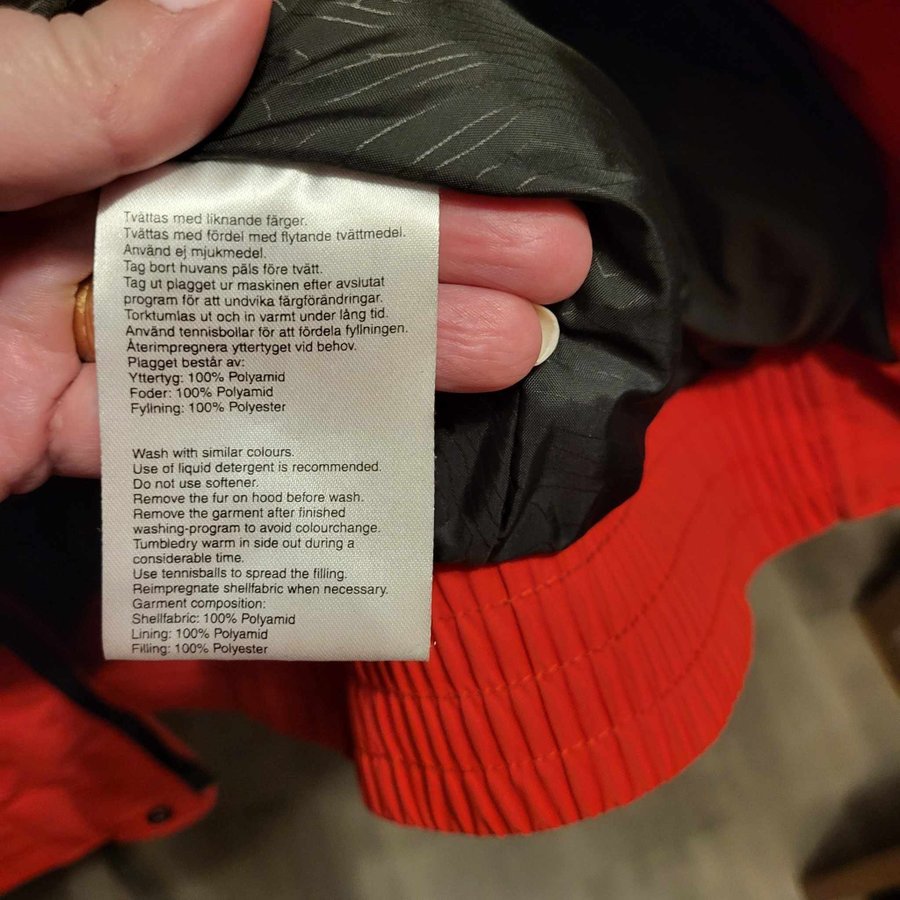 Tvättas med liknande färger.
Tvättas med fördel med flytande tvättmedel.
Använd ej mjukmedel.
Tag bort huvans päls före tvätt.
Tag ut plagget ur maskinen efter avslutat
program för att undvika färgförändringar.
Torktumlas ut och in varmt under lång tid.
Använd tennisbollar för att fördela fyllningen.
Återimpregnera yttertyget vid behov.
Plagget består av:
Yttertyg: 100% Polyamid
Foder: 100% Polyamid
Fyllning: 100% Polyester
Wash with similar colours.
Use of liquid detergent is recommended.
Do not use softener.
Remove the fur on hood before wash.
Remove the garment after finished
washing-program to avoid colourchange.
Tumbledry warm in side out during a
considerable time.
Use tennisballs to spread the filling.
Reimpregnate shellfabric when necessary.
Garment composition:
Shellfabric: 100% Polyamid
Lining: 100% Polyamid
Filling: 100% Polyester